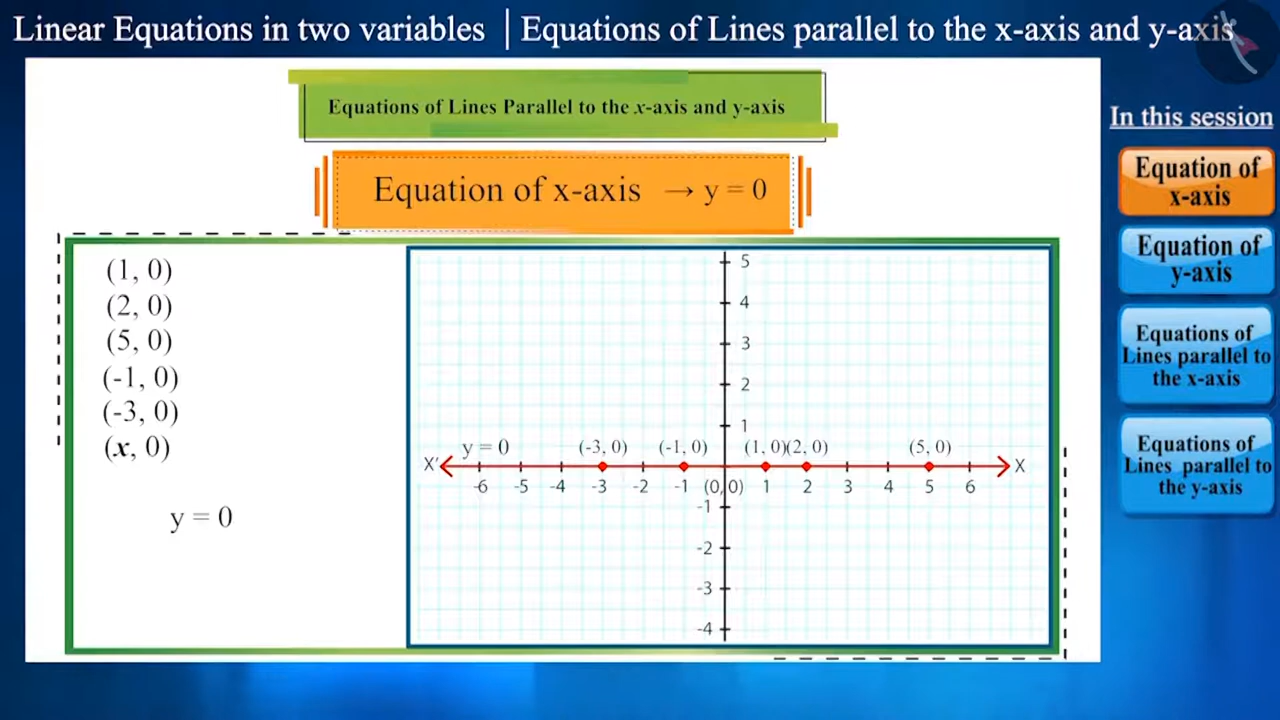 Linear Equations in two variables | Equations of Lines parallel to the x-axis and y-axis
Equations of Lines Parallel to the x-axis and y-axis
Equation of x-axis → y = 0
(1, 0)
(2, 0)
(5, 0)
(-1, 0)
(-3, 0)
(x, 0)
y = 0
5
4
3
2
1
y = 0 (-3, 0) (-1, 0) (1, 0)(2, 0) (5, 0)
X' X
-6 -5 -4 -3 -2 -1 (0,0) 1 2 3 4 5 6
-1
-2
-3
-4
In this session
Equation of
x-axis
Equation of
y-axis
Equations of
Lines parallel to
the x-axis
Equations of
Lines parallel to
the y-axis